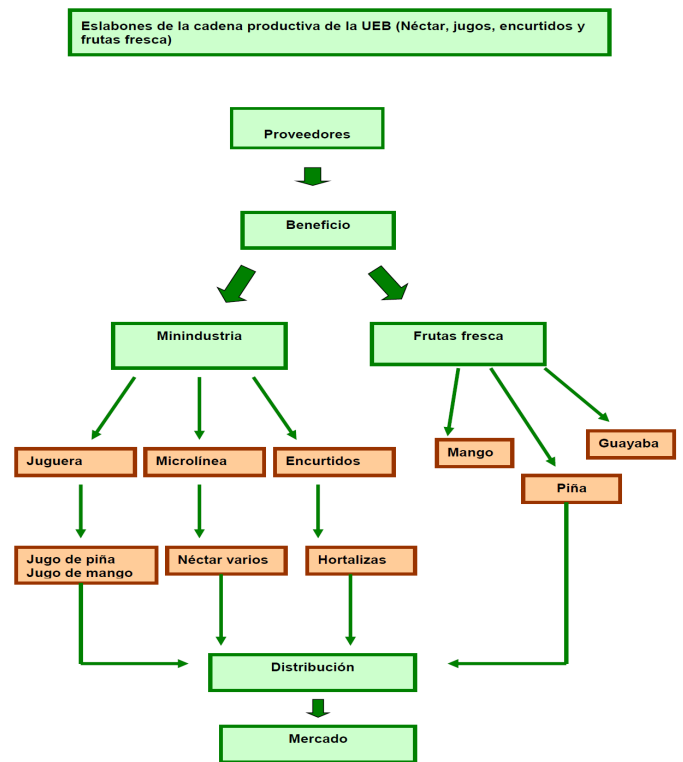 Eslabones de la cadena productiva de la UEB (Néctar, jugos, encurtidos y
frutas fresca)
Proveedores
Beneficio
Minindustria
Frutas fresca
Juguera
Microlínea
Encurtidos
Mango
Guayaba
Piña
Jugo de piña
Jugo de mango
Néctar varios
Hortalizas
Distribución
Mercado